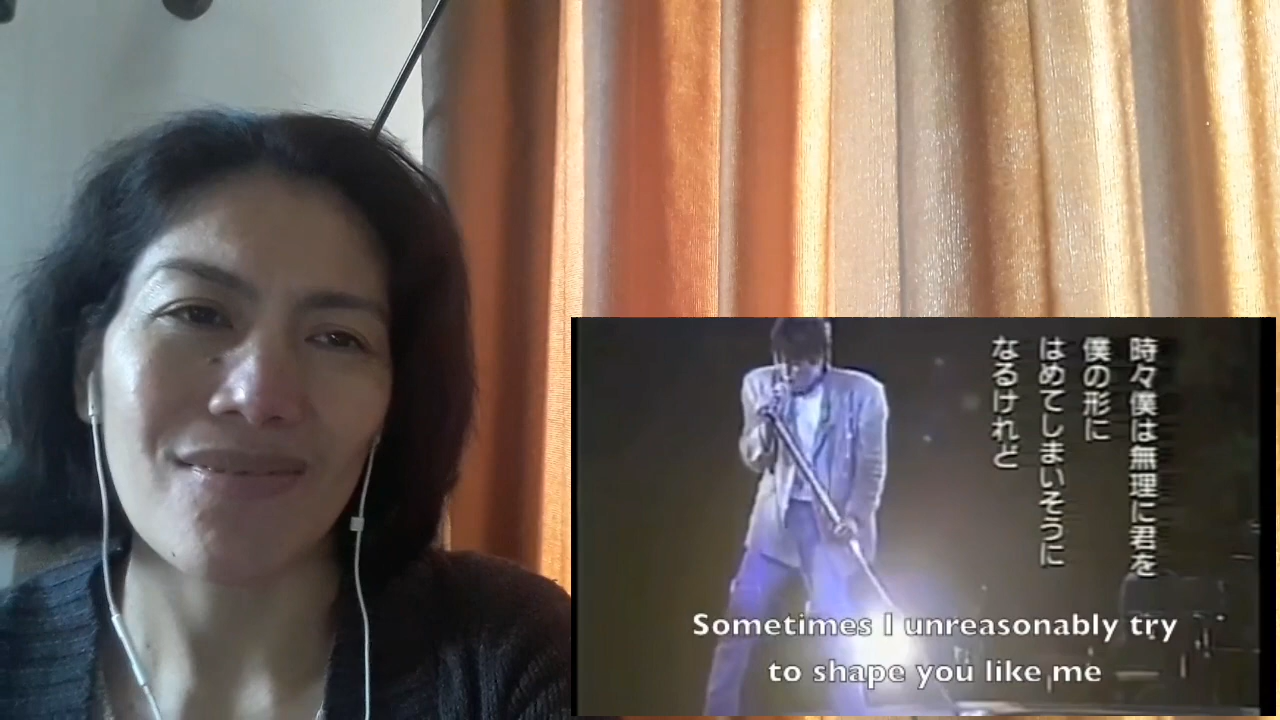 時々僕は無理に君を
僕の形に
はめてしまいそうに
なるけれど
Sometimes I unreasonably try
to shape you like me